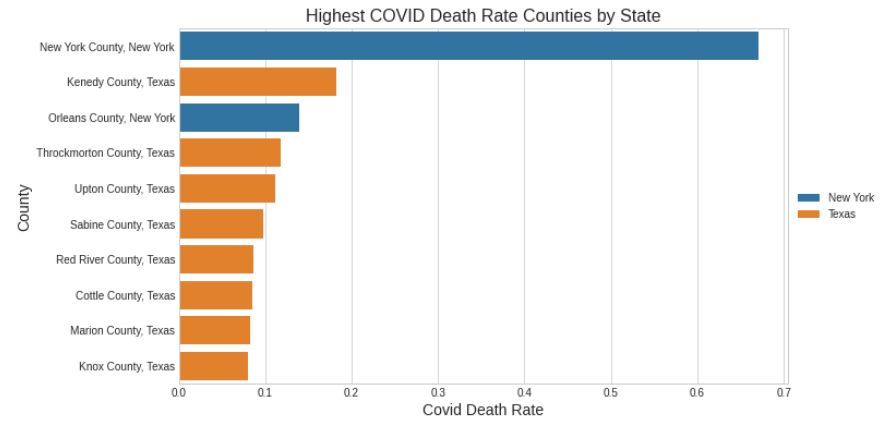 Highest COVID Death Rate Counties by State
County
New York County, New York
Kenedy County, Texas
Orleans County, New York
Throckmorton County, Texas
Upton County, Texas
Sabine County, Texas
Red River County, Texas
Cottle County, Texas
Marion County, Texas
Knox County, Texas
0.0 0.1 0.2 0.3 0.4 0.5 0.6 0.7
Covid Death Rate
New York
Texas